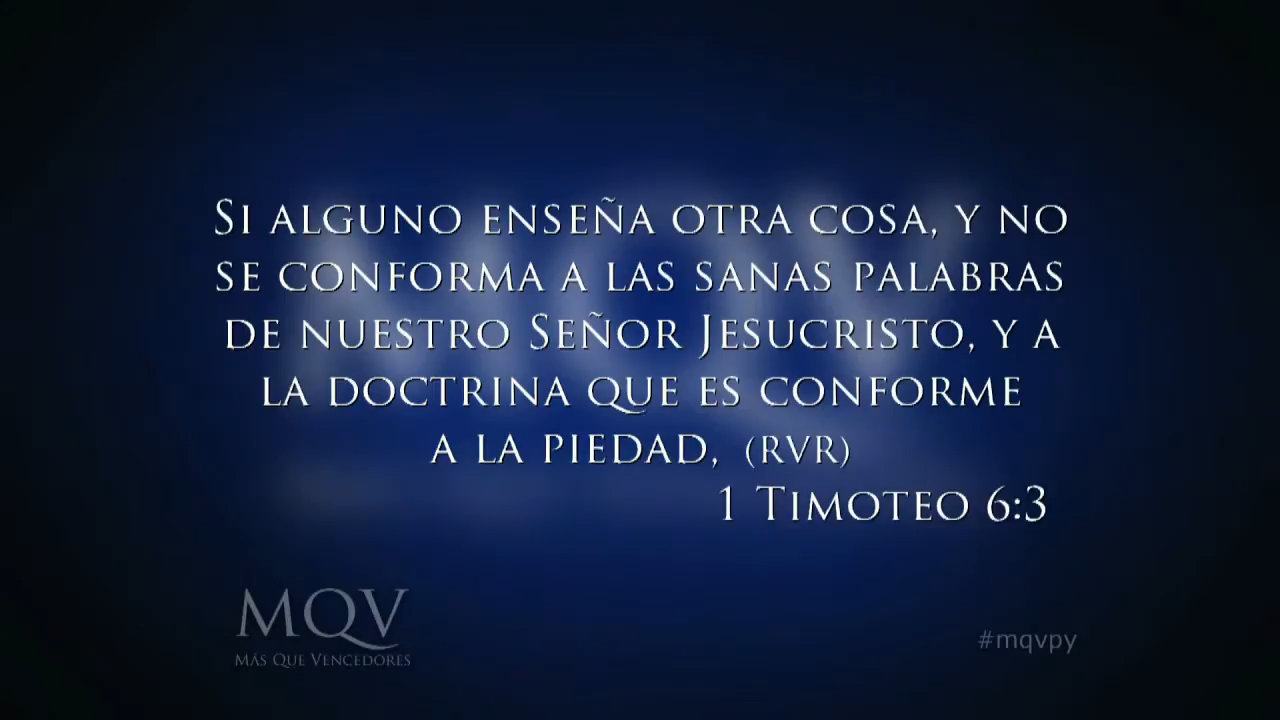 Si alguno enseña otra cosa, y no
se conforma a las sanas palabras
de nuestro Señor Jesucristo, y a
la doctrina que es conforme
a la piedad, (RVR)
1 Timoteo 6:3
MQV
Más Que Vencedores
#mqvpy